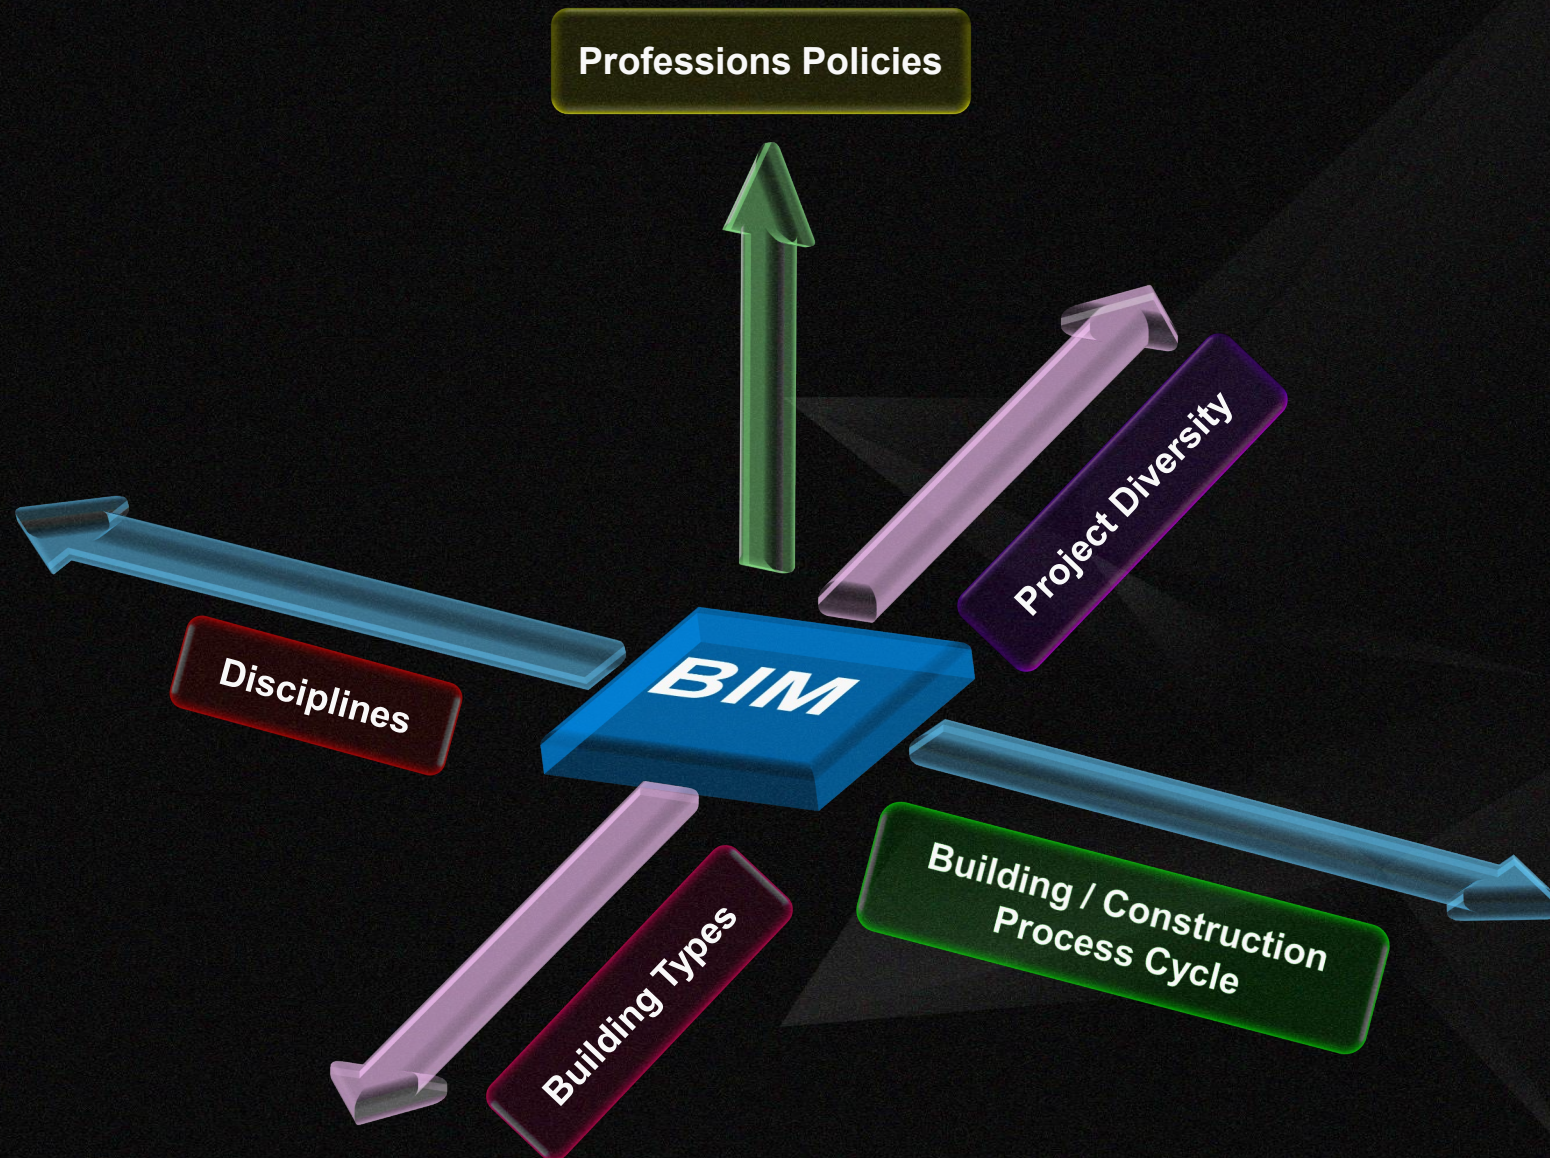 Professions Policies
Project Diversity
Disciplines
BIM
Building / Construction
Process Cycle
Building Types